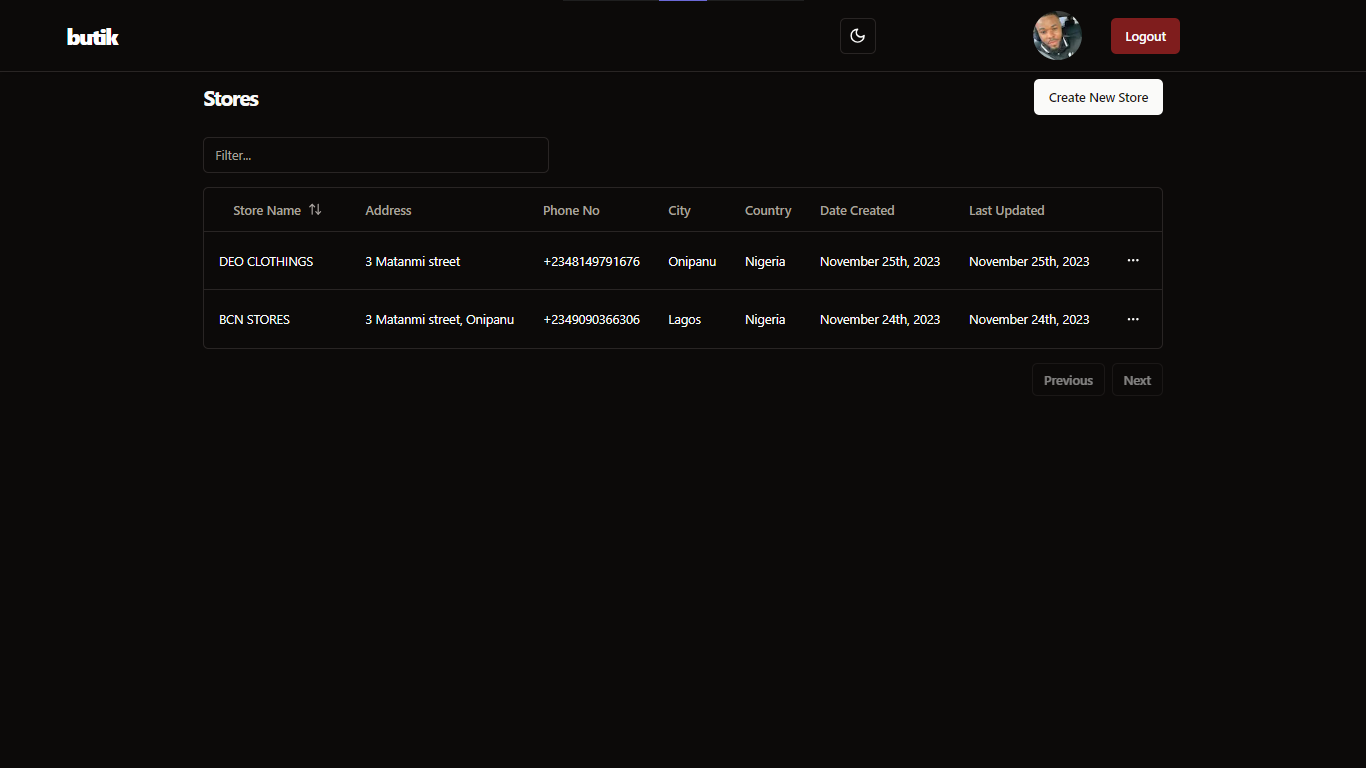 butik
Logout
Stores
Create New Store
Filter...
Store Name Address Phone No City Country Date Created Last Updated
DEO CLOTHINGS 3 Matanmi street +2348149791676 Onipanu Nigeria November 25th, 2023 November 25th, 2023 ···
BCN STORES 3 Matanmi street, Onipanu +2349090366306 Lagos Nigeria November 24th, 2023 November 24th, 2023 ···
Previous Next